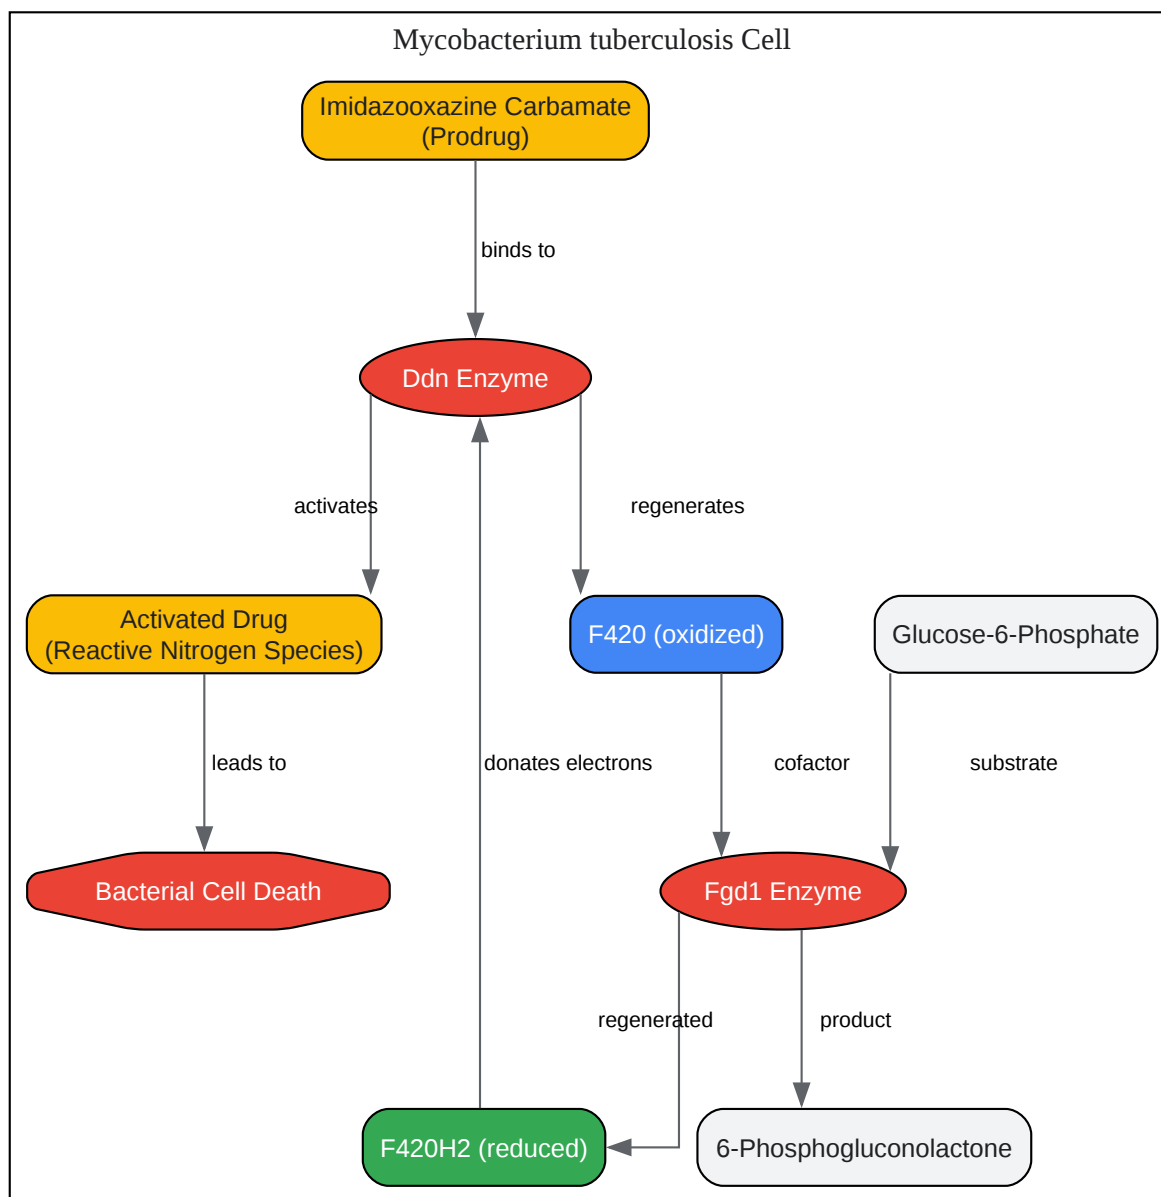 Mycobacterium tuberculosis Cell
Imidazooxazine Carbamate
(Prodrug)
binds to
Ddn Enzyme
activates
regenerates
Activated Drug
(Reactive Nitrogen Species)
F420 (oxidized)
Glucose-6-Phosphate
leads to
donates electrons
cofactor
substrate
Bacterial Cell Death
Fgd1 Enzyme
regenerated
product
F420H2 (reduced)
6-Phosphogluconolactone